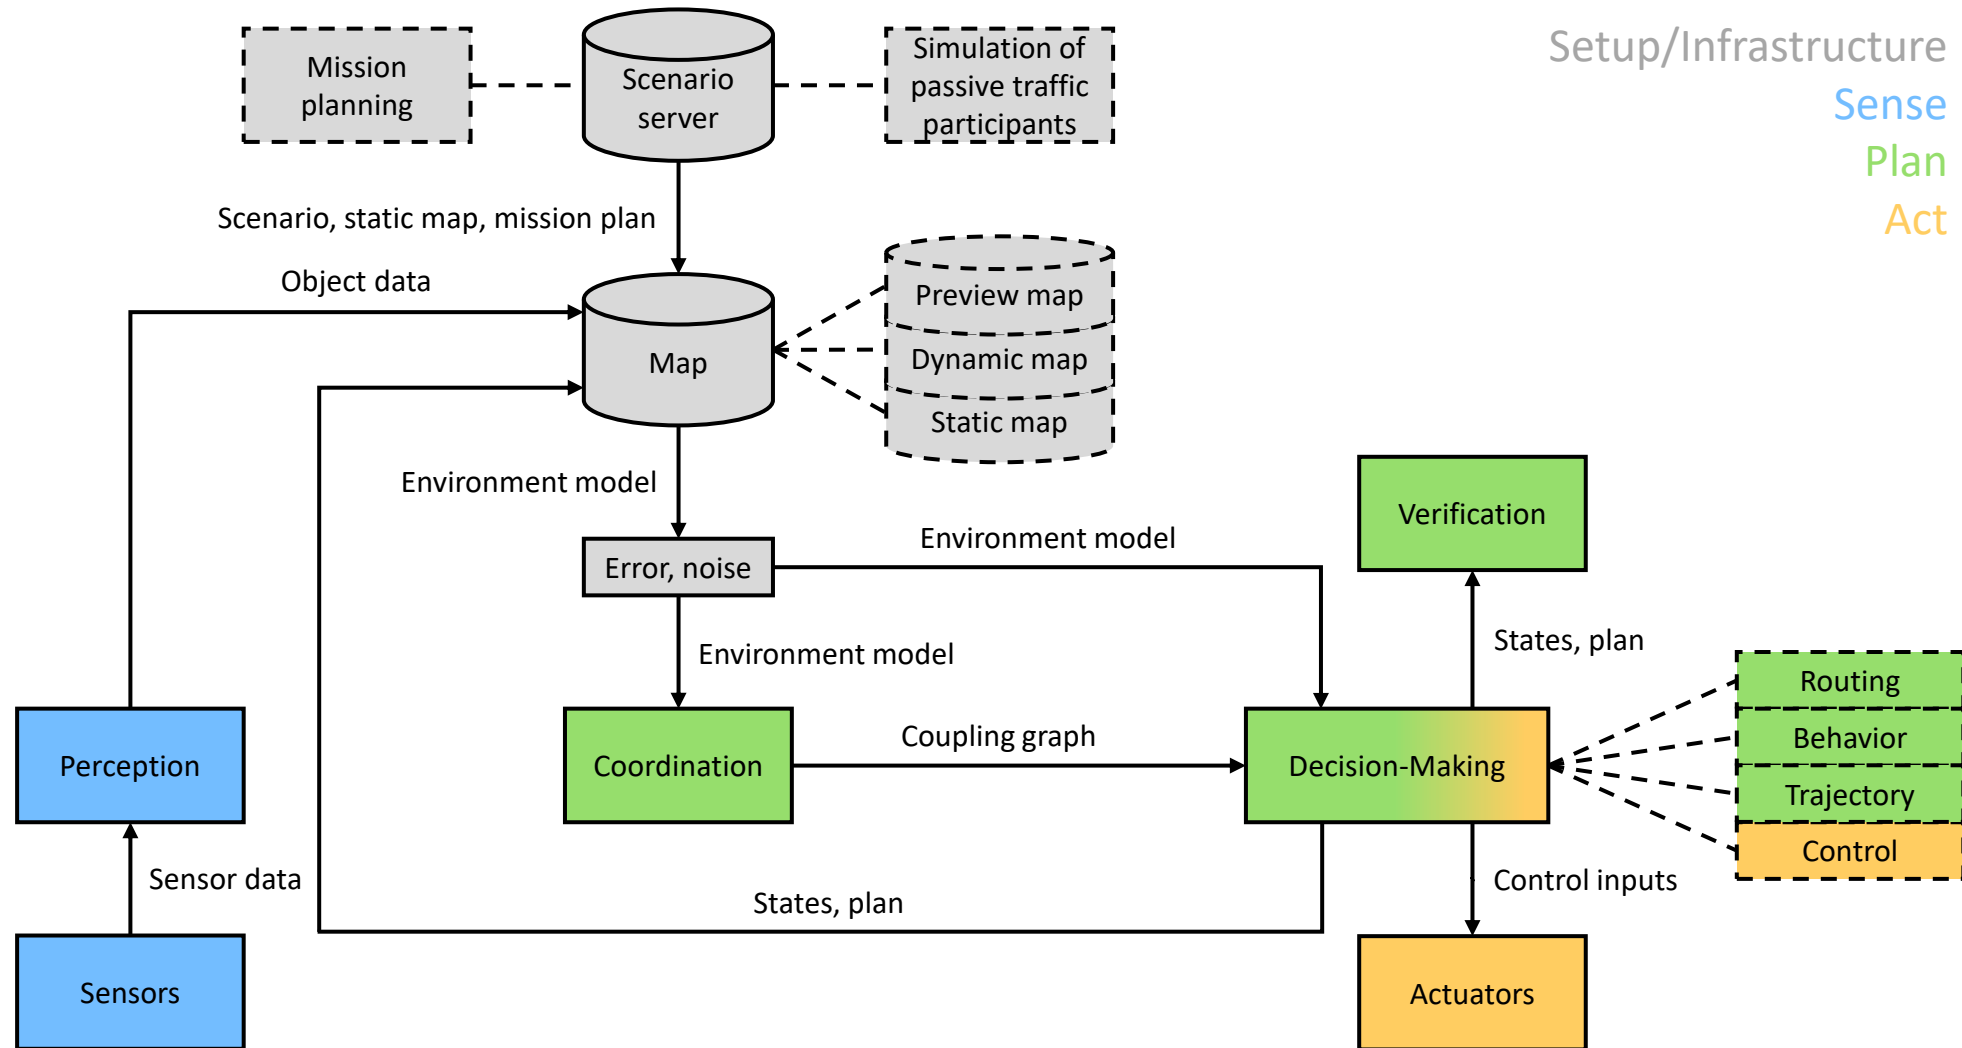 Mission
planning
Scenario
server
Simulation of
passive traffic
participants
Setup/Infrastructure
Sense
Plan
Act
Scenario, static map, mission plan
Object data
Map
Preview map
Dynamic map
Static map
Environment model
Error, noise
Environment model
Verification
Environment model
States, plan
Perception
Coordination
Coupling graph
Decision-Making
Routing
Behavior
Trajectory
Control
Sensor data
States, plan
Control inputs
Sensors
Actuators